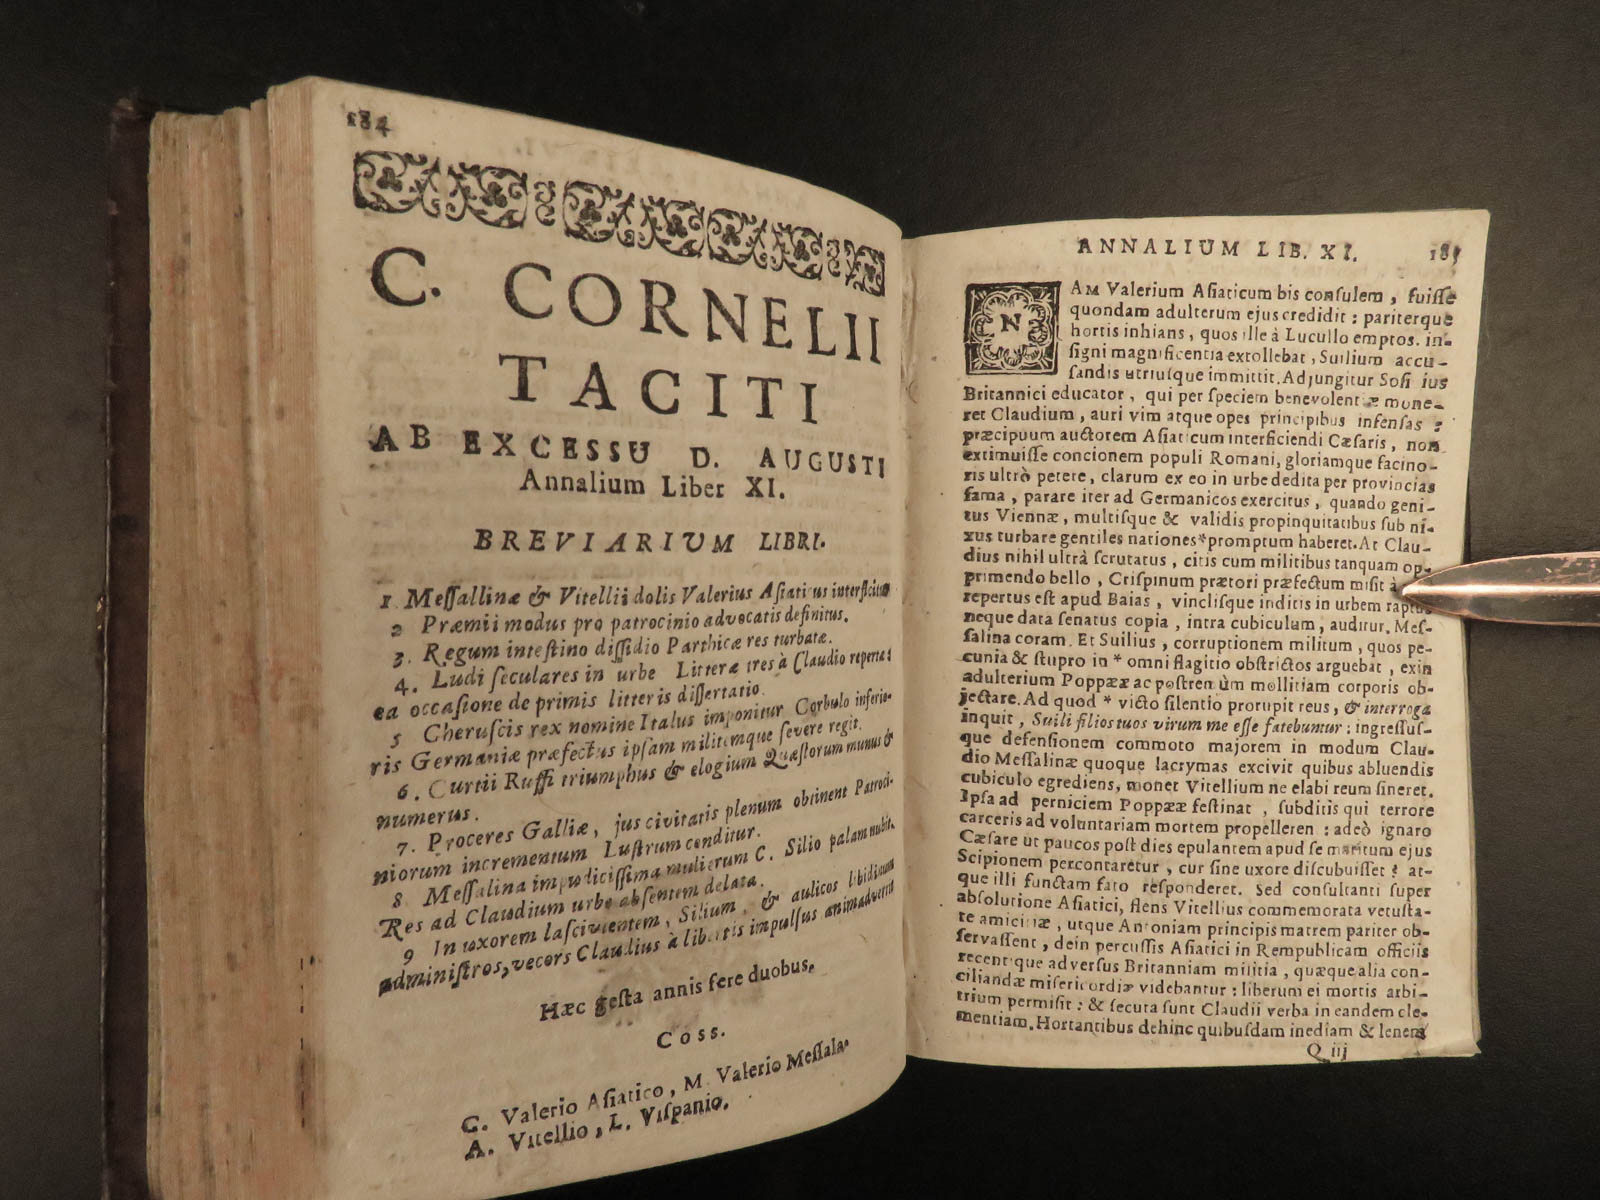 184
C. CORNELII
TACITI
AB EXCESSU D. AUGUSTI
Annalium Liber XI.
BREVIARIUM LIBRI.
1 Meſſallinæ & Vitellii dolis Valerius Aſiaticus interficitur
2 Præmii modus pro patrocinio advocatis definitus.
3. Regum inteſtino diſſidio Parthicæ res turbatæ.
4. Ludi ſeculares in urbe Litteræ tres à Claudio repertæ:
ea occaſione de primis litteris diſſertatio.
5 Cheruſcis rex nomine Italus imponitur Corbulo inferio-
ris Germaniæ præfectus ipſam militemque ſevere regit.
6. Curtii Ruffi triumphus & elogium Quæſtorum munus &
numerus.
7. Proceres Galliæ, jus civitatis plenum obtinent Patroci-
niorum incrementum Luſtrum conditur.
8 Meſſalina impudiciſſima mulierum C. Silio palam nubit.
Res ad Claudium urbe abſentem delata.
9 In uxorem laſcivientem, Silium, & aulicos libidinum
adminiſtros, vecors Claudius à libertis impulſus animadvertit
Hæc geſta annis fere duobus.
Coss.
C. Valerio Aſiatico, M. Valerio Meſſala.
A. Vitellio, L. Viſpanio.
ANNALIUM LIB. XI. 185
NAM Valerium Aſiaticum bis conſulem, fuiſſe
quondam adulterum ejus credidit: pariterque
hortis inhians, quos ille à Lucullo emptos. in-
ſigni magnificentia extollebat, Suilium accu-
ſandis utriuſque immittit. Adjungitur Soſi ius
Britannici educator, qui per ſpeciem benevolentiæ mone-
ret Claudium, auri vim atque opes principibus infenſas:
præcipuum auctorem Aſiaticum interficiendi Cæſaris, non
extimuiſſe concionem populi Romani, gloriamque facino-
ris ultrò petere, clarum ex eo in urbe dedita per provincias
fama, parare iter ad Germanicos exercitus, quando geni-
tus Viennæ, multiſque & validis propinquitatibus ſub ni-
xus turbare gentiles nationes*promptum haberet. At Clau-
dius nihil ultrà ſcrutatus, citis cum militibus tanquam op-
primendo bello, Criſpinum prætori præfectum miſit à
repertus eſt apud Baias, vinclisque inditis in urbem raptus
neque data ſenatus copia, intra cubiculum, auditur. Meſ-
ſalina coram. Et Suilius, corruptionem militum, quos pe-
cunia & ſtupro in * omni flagitio obſtrictos arguebat, exin
adulterium Poppææ ac poſtremùm mollitiam corporis ob-
jectare. Ad quod * victo ſilentio prorupit reus, & interroga
inquit, Suili filios tuos virum me eſſe fatebuntur: ingreſſuſ-
que defenſionem commoto majorem in modum Clau-
dio Meſſalinæ quoque lacrymas excivit quibus abluendis
cubiculo egrediens, monet Vitellium ne elabi reum ſineret.
Ipſa ad perniciem Poppææ feſtinat, ſubditis qui terrore
carceris ad voluntariam mortem propelleren: adeò ignaro
Cæſare ut paucos poſt dies epulantem apud ſe maritum ejus
Scipionem percontaretur, cur ſine uxore diſcubuiſſet? at-
que illi functam fato reſponderet. Sed conſultanti ſuper
abſolutione Aſiatici, flens Vitellius commemorata vetuſta-
te amicitiæ, utque Antoniam principis matrem pariter ob-
ſervaſſent, dein percuſſis Aſiatici in Rempublicam officiis
recentique adverſus Britanniam militia, quæque alia con-
ciliandæ miſericordiæ videbantur: liberum ei mortis arbi-
trium permiſit: & ſecuta ſunt Claudii verba in eandem cle-
mentiam. Hortantibus dehinc quibuſdam inediam & lenem
Q iij